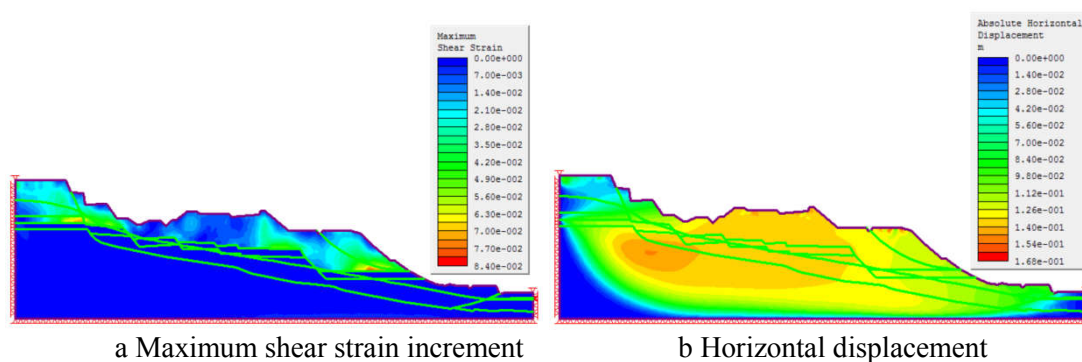 Maximum
Shear Strain
0.00e+000
7.00e-003
1.40e-002
2.10e-002
2.80e-002
3.50e-002
4.20e-002
4.90e-002
5.60e-002
6.30e-002
7.00e-002
7.70e-002
8.40e-002
Absolute Horizontal
Displacement
m
0.00e+000
1.40e-002
2.80e-002
4.20e-002
5.60e-002
7.00e-002
8.40e-002
9.80e-002
1.12e-001
1.26e-001
1.40e-001
1.54e-001
1.68e-001
a Maximum shear strain increment
b Horizontal displacement